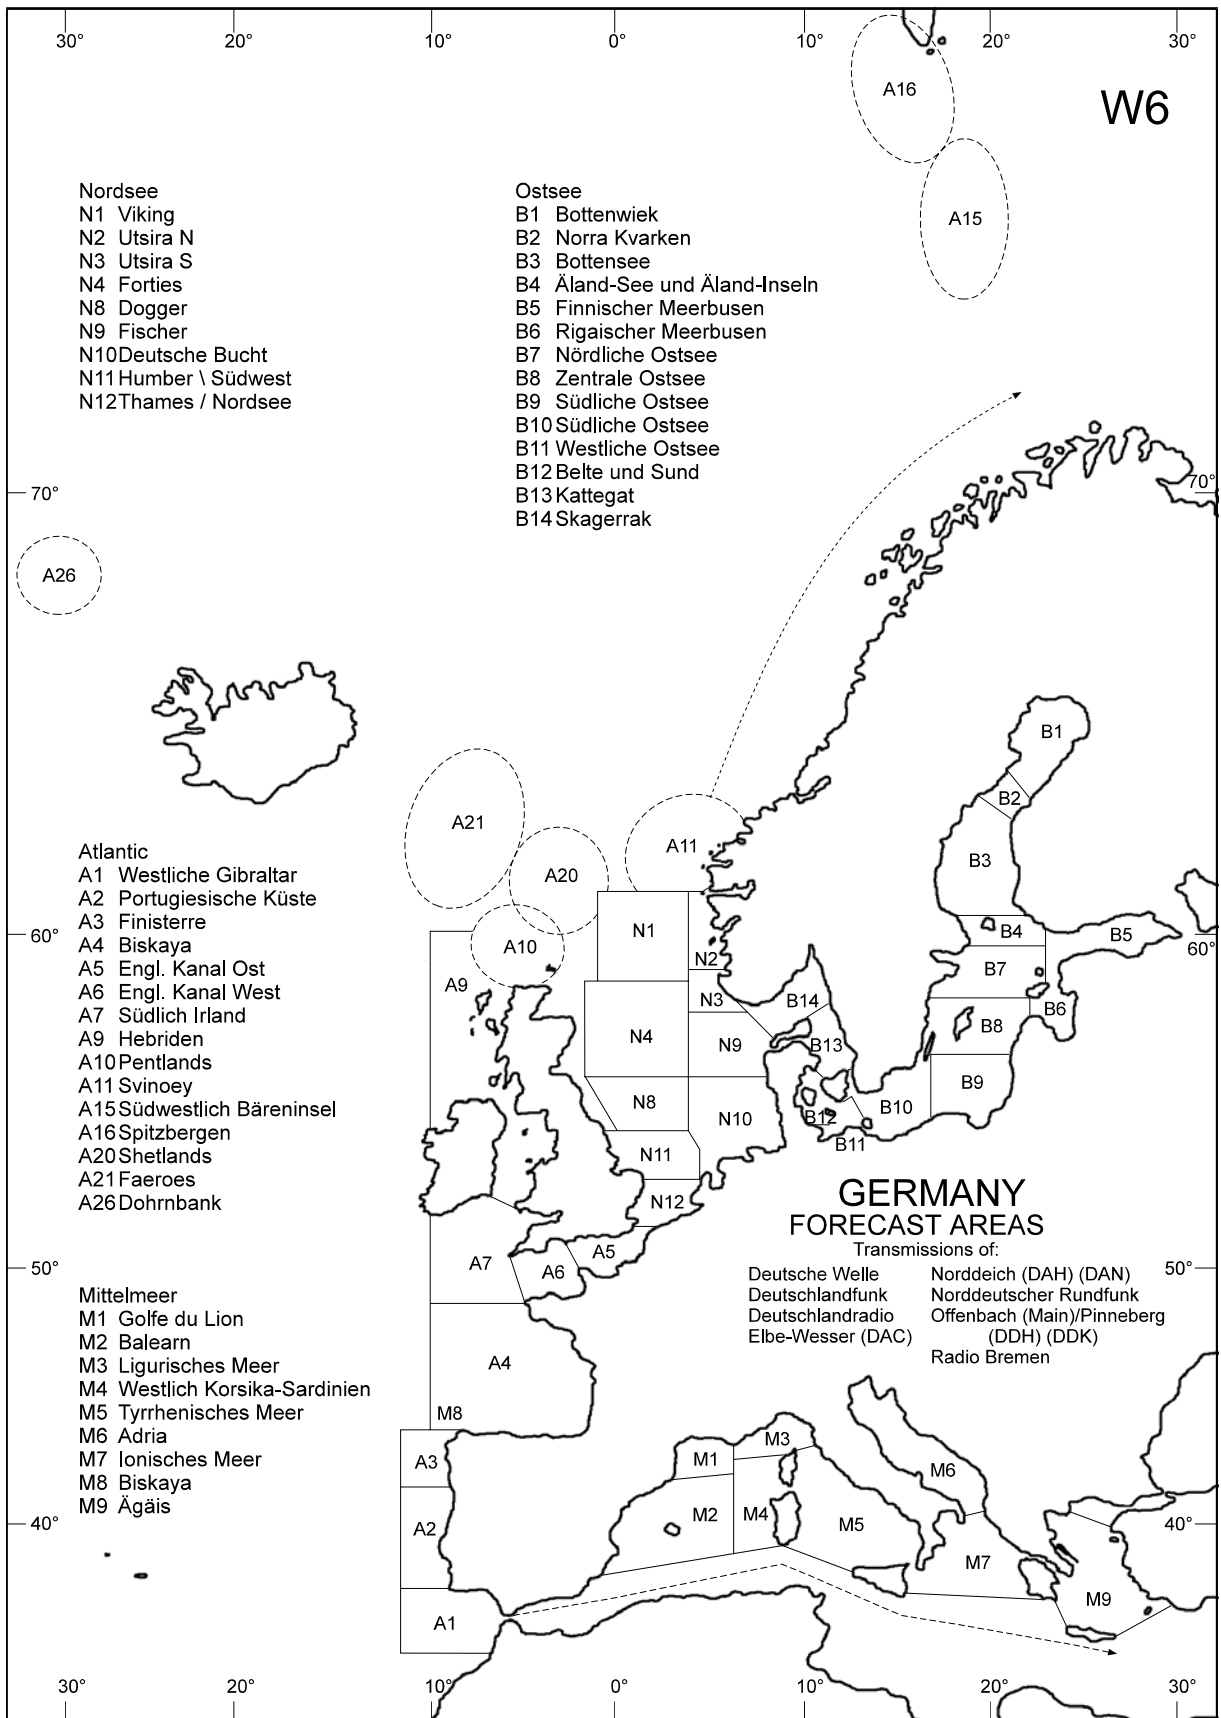 30° 20° 10° 0° 10° 20° 30°
W6
A16
A15
Nordsee
N1 Viking
N2 Utsira N
N3 Utsira S
N4 Forties
N8 Dogger
N9 Fischer
N10 Deutsche Bucht
N11 Humber \ Südwest
N12 Thames / Nordsee
Ostsee
B1 Bottenwiek
B2 Norra Kvarken
B3 Bottensee
B4 Äland-See und Äland-Inseln
B5 Finnischer Meerbusen
B6 Rigaischer Meerbusen
B7 Nördliche Ostsee
B8 Zentrale Ostsee
B9 Südliche Ostsee
B10 Südliche Ostsee
B11 Westliche Ostsee
B12 Belte und Sund
B13 Kattegat
B14 Skagerrak
70° 70°
A26
B1
B2
A21
A11
B3
A20
Atlantic
A1 Westliche Gibraltar
A2 Portugiesische Küste
A3 Finisterre
A4 Biskaya
A5 Engl. Kanal Ost
A6 Engl. Kanal West
A7 Südlich Irland
A9 Hebriden
A10 Pentlands
A11 Svinoey
A15 Südwestlich Bäreninsel
A16 Spitzbergen
A20 Shetlands
A21 Faeroes
A26 Dohrnbank
N1
B4
B5
60° 60°
A10
N2
B7
A9
N3
B14
B6
B8
N4
N9
B13
B9
N8
B10
N10
B12
B11
N11
N12
GERMANY
FORECAST AREAS
Transmissions of:
Deutsche Welle
Deutschlandfunk
Deutschlandradio
Elbe-Wesser (DAC)
Norddeich (DAH) (DAN)
Norddeutscher Rundfunk
Offenbach (Main)/Pinneberg
(DDH) (DDK)
Radio Bremen
A5
A7
A6
50° 50°
Mittelmeer
M1 Golfe du Lion
M2 Balearn
M3 Ligurisches Meer
M4 Westlich Korsika-Sardinien
M5 Tyrrhenisches Meer
M6 Adria
M7 Ionisches Meer
M8 Biskaya
M9 Ägäis
A4
M8
M3
A3
M1
M6
M2
M4
M5
A2
40° 40°
M7
M9
A1
30° 20° 10° 0° 10° 20° 30°